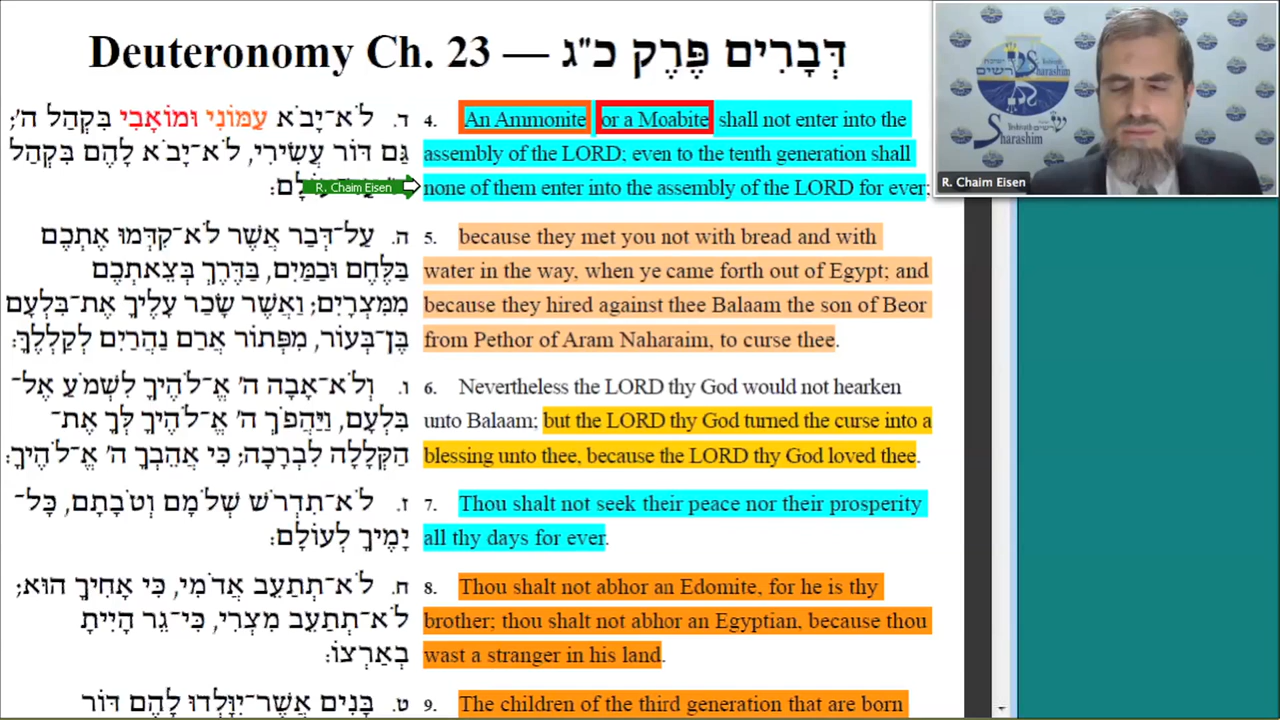 Deuteronomy Ch. 23 — דְּבָרִים פֶּרֶק כ"ג
ד. לֹא־יָבֹא עַמּוֹנִי וּמוֹאָבִי בִּקְהַל ה';
גַּם דּוֹר עֲשִׂירִי, לֹא־יָבֹא לָהֶם בִּקְהַל
4. An Ammonite or a Moabite shall not enter into the
assembly of the LORD; even to the tenth generation shall
none of them enter into the assembly of the LORD for ever;
R. Chaim Eisen
ה. עַל־דְּבַר אֲשֶׁר לֹא־קִדְּמוּ אֶתְכֶם
בַּלֶּחֶם וּבַמַּיִם, בַּדֶּרֶךְ בְּצֵאתְכֶם
מִמִּצְרָיִם; וַאֲשֶׁר שָׂכַר עָלֶיךָ אֶת־בִּלְעָם
בֶּן־בְּעוֹר, מִפְּתוֹר אֲרַם נַהֲרַיִם לְקַלְלֶךָּ:
5. because they met you not with bread and with
water in the way, when ye came forth out of Egypt; and
because they hired against thee Balaam the son of Beor
from Pethor of Aram Naharaim, to curse thee.
ו. וְלֹא־אָבָה ה' אֱ־לֹהֶיךָ לִשְׁמֹעַ אֶל־
בִּלְעָם, וַיַּהֲפֹךְ ה' אֱ־לֹהֶיךָ לְּךָ אֶת־
הַקְּלָלָה לִבְרָכָה; כִּי אֲהֵבְךָ ה' אֱ־לֹהֶיךָ:
6. Nevertheless the LORD thy God would not hearken
unto Balaam; but the LORD thy God turned the curse into a
blessing unto thee, because the LORD thy God loved thee.
ז. לֹא־תִדְרֹשׁ שְׁלֹמָם וְטֹבָתָם, כָּל־
יָמֶיךָ לְעוֹלָם:
7. Thou shalt not seek their peace nor their prosperity
all thy days for ever.
ח. לֹא־תְתַעֵב אֲדֹמִי, כִּי אָחִיךָ הוּא;
לֹא־תְתַעֵב מִצְרִי, כִּי־גֵר הָיִיתָ
בְאַרְצוֹ:
8. Thou shalt not abhor an Edomite, for he is thy
brother; thou shalt not abhor an Egyptian, because thou
wast a stranger in his land.
ט. בָּנִים אֲשֶׁר־יִוָּלְדוּ לָהֶם דּוֹר
9. The children of the third generation that are born
Sharashim
R. Chaim Eisen